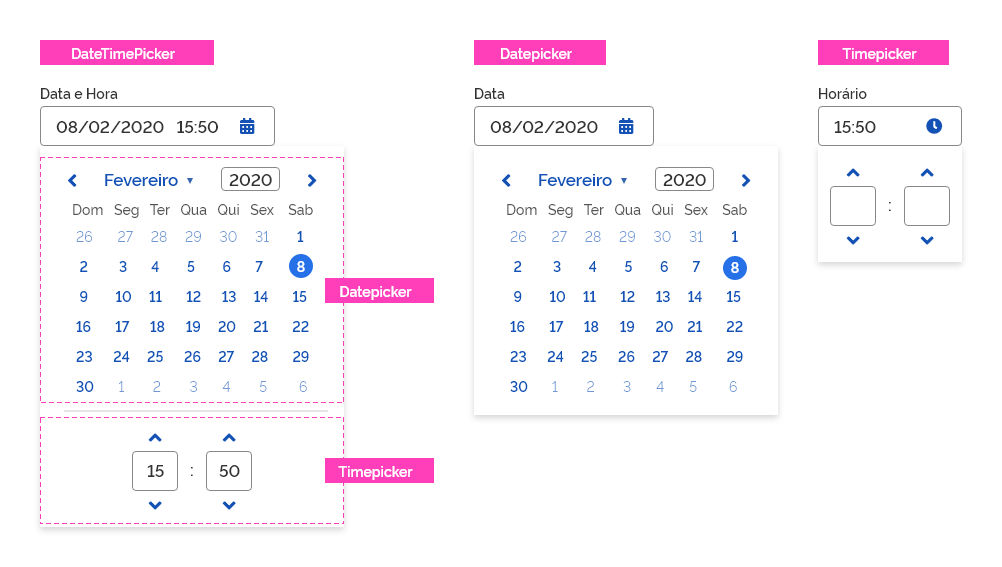 DateTimePicker
Data e Hora
08/02/2020 15:50
Fevereiro 2020
Dom Seg Ter Qua Qui Sex Sab
26 27 28 29 30 31 1
2 3 4 5 6 7 8
9 10 11 12 13 14 15
16 17 18 19 20 21 22
23 24 25 26 27 28 29
30 1 2 3 4 5 6
Datepicker
15 : 50
Timepicker
Datepicker
Data
08/02/2020
Fevereiro 2020
Dom Seg Ter Qua Qui Sex Sab
26 27 28 29 30 31 1
2 3 4 5 6 7 8
9 10 11 12 13 14 15
16 17 18 19 20 21 22
23 24 25 26 27 28 29
30 1 2 3 4 5 6
Timepicker
Horário
15:50
: